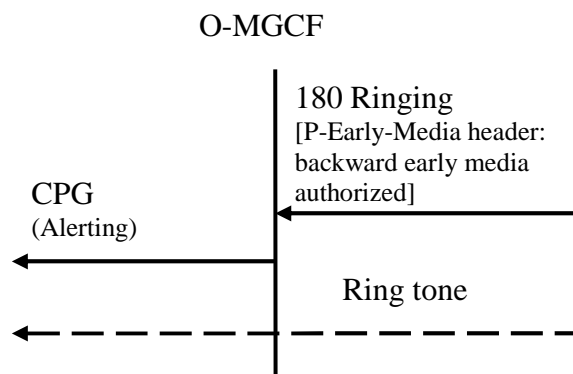 O-MGCF
180 Ringing
[P-Early-Media header:
backward early media
authorized]
CPG
(Alerting)
Ring tone